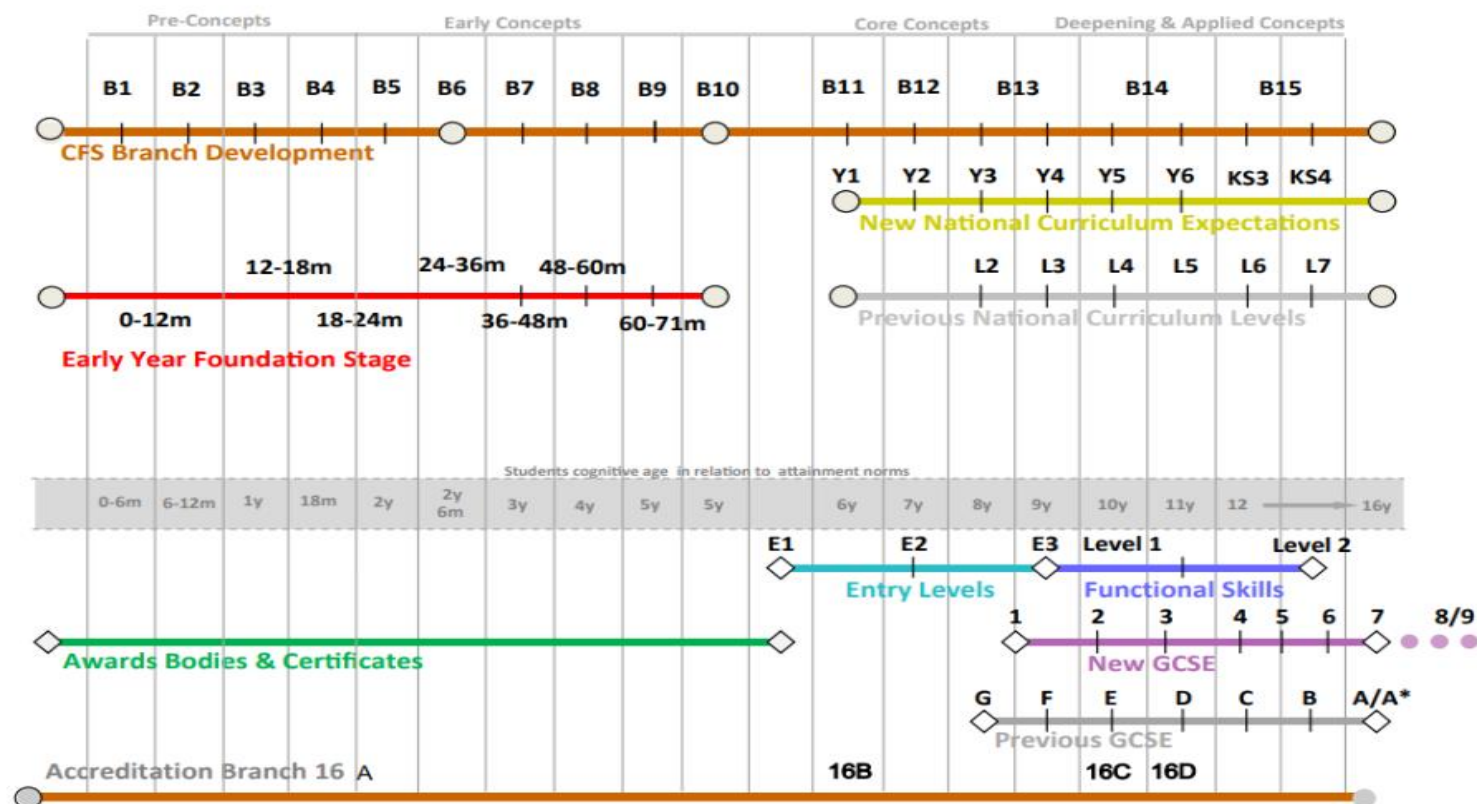 Pre-Concepts Early Concepts Core Concepts Deepening & Applied Concepts
B1 B2 B3 B4 B5 B6 B7 B8 B9 B10 B11 B12 B13 B14 B15
CFS Branch Development
Y1 Y2 Y3 Y4 Y5 Y6 KS3 KS4
New National Curriculum Expectations
12-18m 24-36m 48-60m L2 L3 L4 L5 L6 L7
0-12m 18-24m 36-48m 60-71m Previous National Curriculum Levels
Early Year Foundation Stage
Students cognitive age in relation to attainment norms
0-6m 6-12m 1y 18m 2y 2y 6m 3y 4y 5y 5y 6y 7y 8y 9y 10y 11y 12 16y
E1 E2 E3 Level 1 Level 2
Entry Levels Functional Skills
1 2 3 4 5 6 7 8/9
Awards Bodies & Certificates New GCSE
G F E D C B A/A*
Previous GCSE
Accreditation Branch 16 A 16B 16C 16D